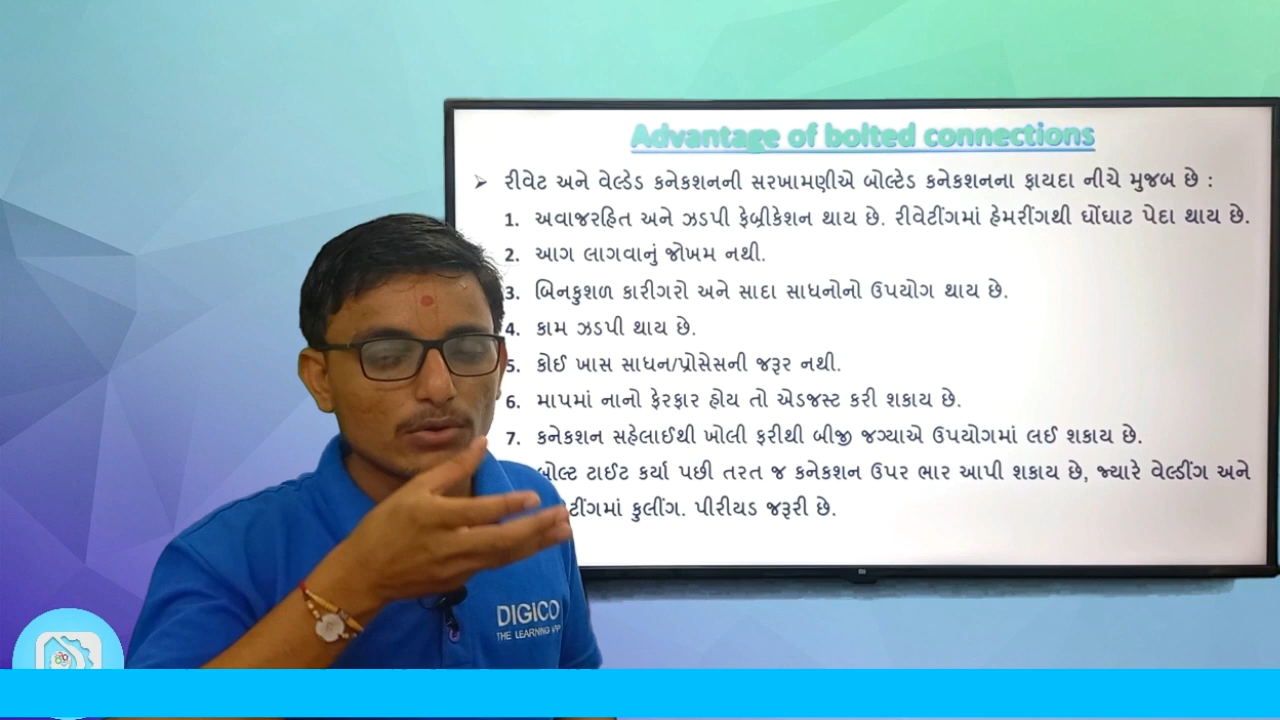 Advantage of bolted connections
➢ રીવેટ અને વેલ્ડેડ કનેકશનની સરખામણીએ બોલ્ટેડ કનેકશનના ફાયદા નીચે મુજબ છે :
1. અવાજરહિત અને ઝડપી ફેબ્રીકેશન થાય છે. રીવેટીંગમાં હેમરીંગથી ઘોંઘાટ પેદા થાય છે.
2. આગ લાગવાનું જોખમ નથી.
3. બિનકુશળ કારીગરો અને સાદા સાધનોનો ઉપયોગ થાય છે.
4. કામ ઝડપી થાય છે.
5. કોઈ ખાસ સાધન/પ્રોસેસની જરૂર નથી.
6. માપમાં નાનો ફેરફાર હોય તો એડજસ્ટ કરી શકાય છે.
7. કનેકશન સહેલાઈથી ખોલી ફરીથી બીજી જગ્યાએ ઉપયોગમાં લઈ શકાય છે.
બોલ્ટ ટાઈટ કર્યા પછી તરત જ કનેકશન ઉપર ભાર આપી શકાય છે, જ્યારે વેલ્ડીંગ અને
ટીંગમાં કુલીંગ. પીરીયડ જરૂરી છે.
DIGICO
THE LEARNING